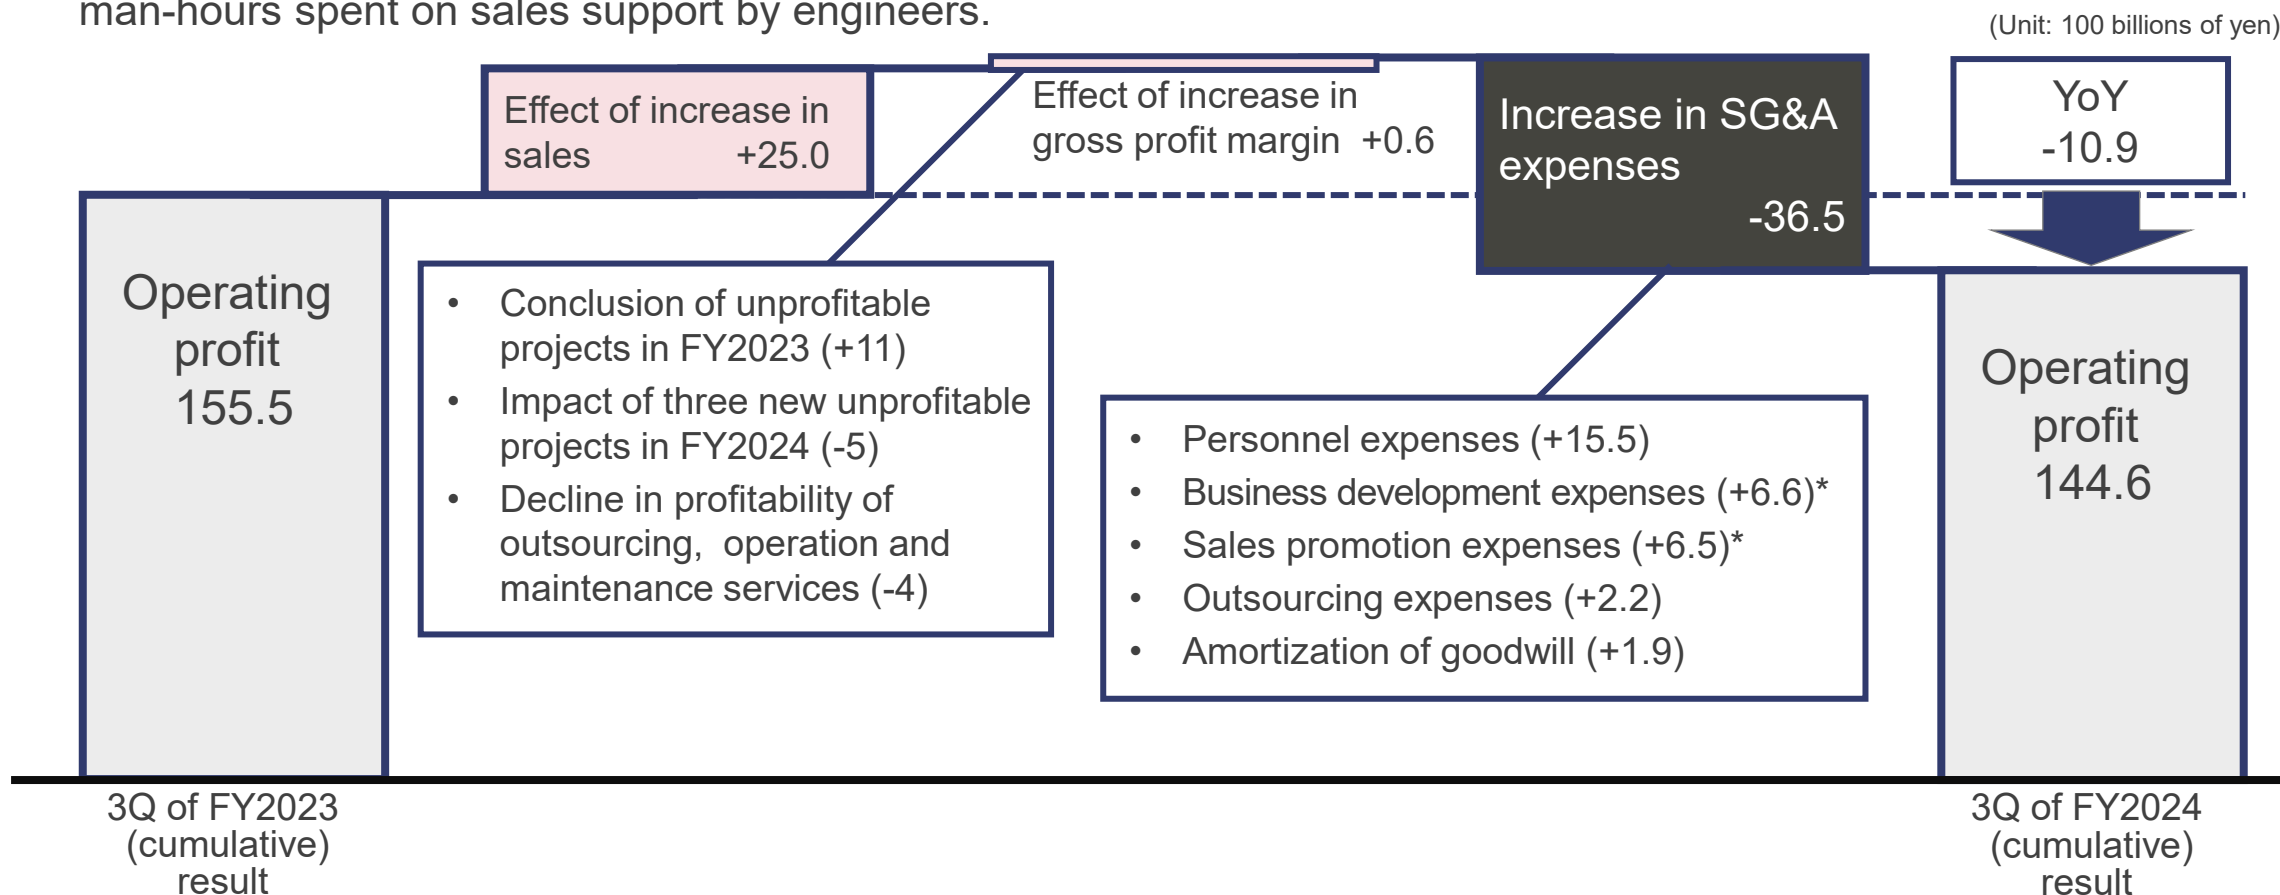 man-hours spent on sales support by engineers.
(Unit: 100 billions of yen)
Effect of increase in
sales +25.0
Effect of increase in
gross profit margin +0.6
Increase in SG&A
expenses
-36.5
YoY
-10.9
Operating
profit
155.5
• Conclusion of unprofitable
projects in FY2023 (+11)
• Impact of three new unprofitable
projects in FY2024 (-5)
• Decline in profitability of
outsourcing, operation and
maintenance services (-4)
• Personnel expenses (+15.5)
• Business development expenses (+6.6)*
• Sales promotion expenses (+6.5)*
• Outsourcing expenses (+2.2)
• Amortization of goodwill (+1.9)
Operating
profit
144.6
3Q of FY2023
(cumulative)
result
3Q of FY2024
(cumulative)
result